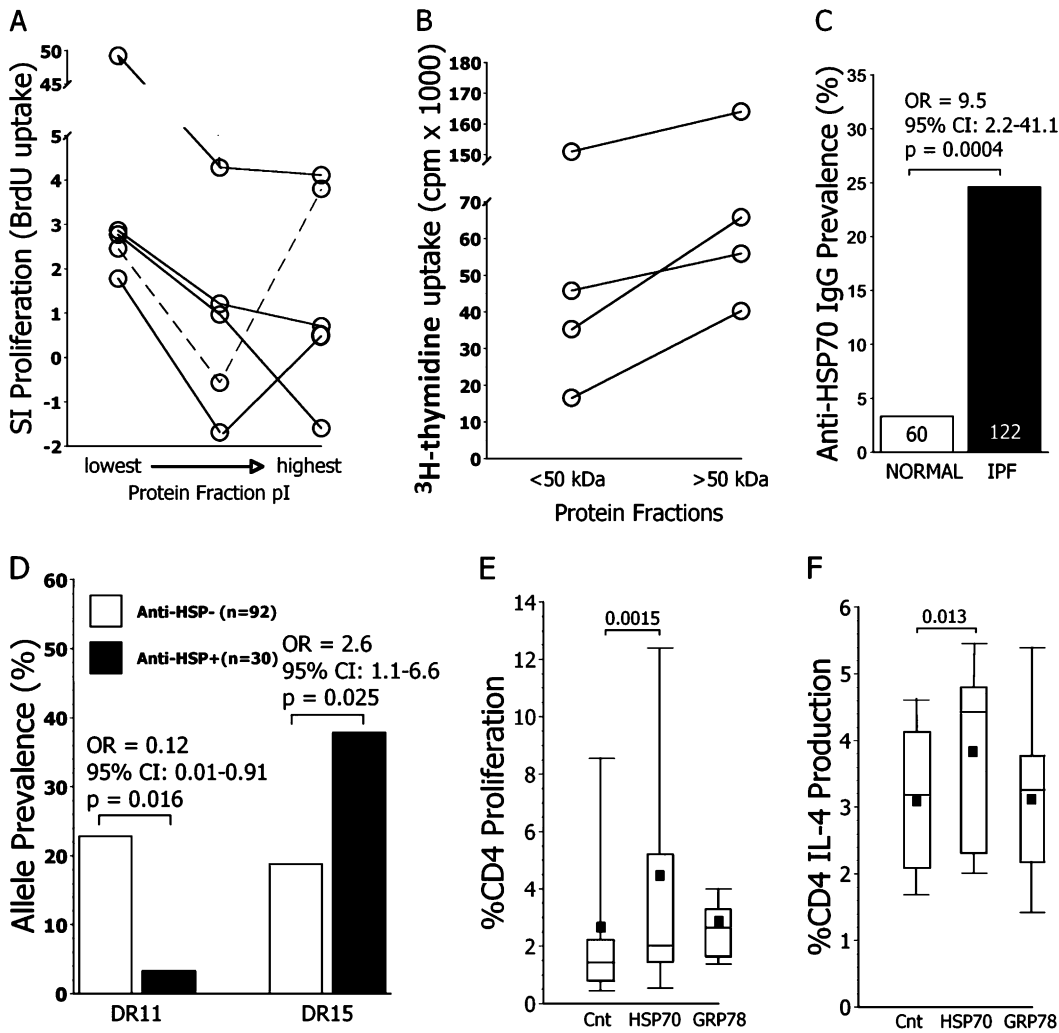 A
SI Proliferation (BrdU uptake)
50
45
5
4
3
2
1
0
-1
-2
lowest
highest
Protein Fraction pI
B
³H-thymidine uptake (cpm x 1000)
180
170
160
150
70
60
50
40
30
20
10
0
<50 kDa
>50 kDa
Protein Fractions
C
Anti-HSP70 IgG Prevalence (%)
35
30
25
20
15
10
5
0
OR = 9.5
95% CI: 2.2-41.1
p = 0.0004
60
122
NORMAL
IPF
D
Allele Prevalence (%)
60
50
40
30
20
10
0
Anti-HSP- (n=92)
Anti-HSP+(n=30)
OR = 0.12
95% CI: 0.01-0.91
p = 0.016
OR = 2.6
95% CI: 1.1-6.6
p = 0.025
DR11
DR15
E
%CD4 Proliferation
14
12
10
8
6
4
2
0
0.0015
Cnt
HSP70
GRP78
F
%CD4 IL-4 Production
6
5
4
3
2
1
0
0.013
Cnt
HSP70
GRP78